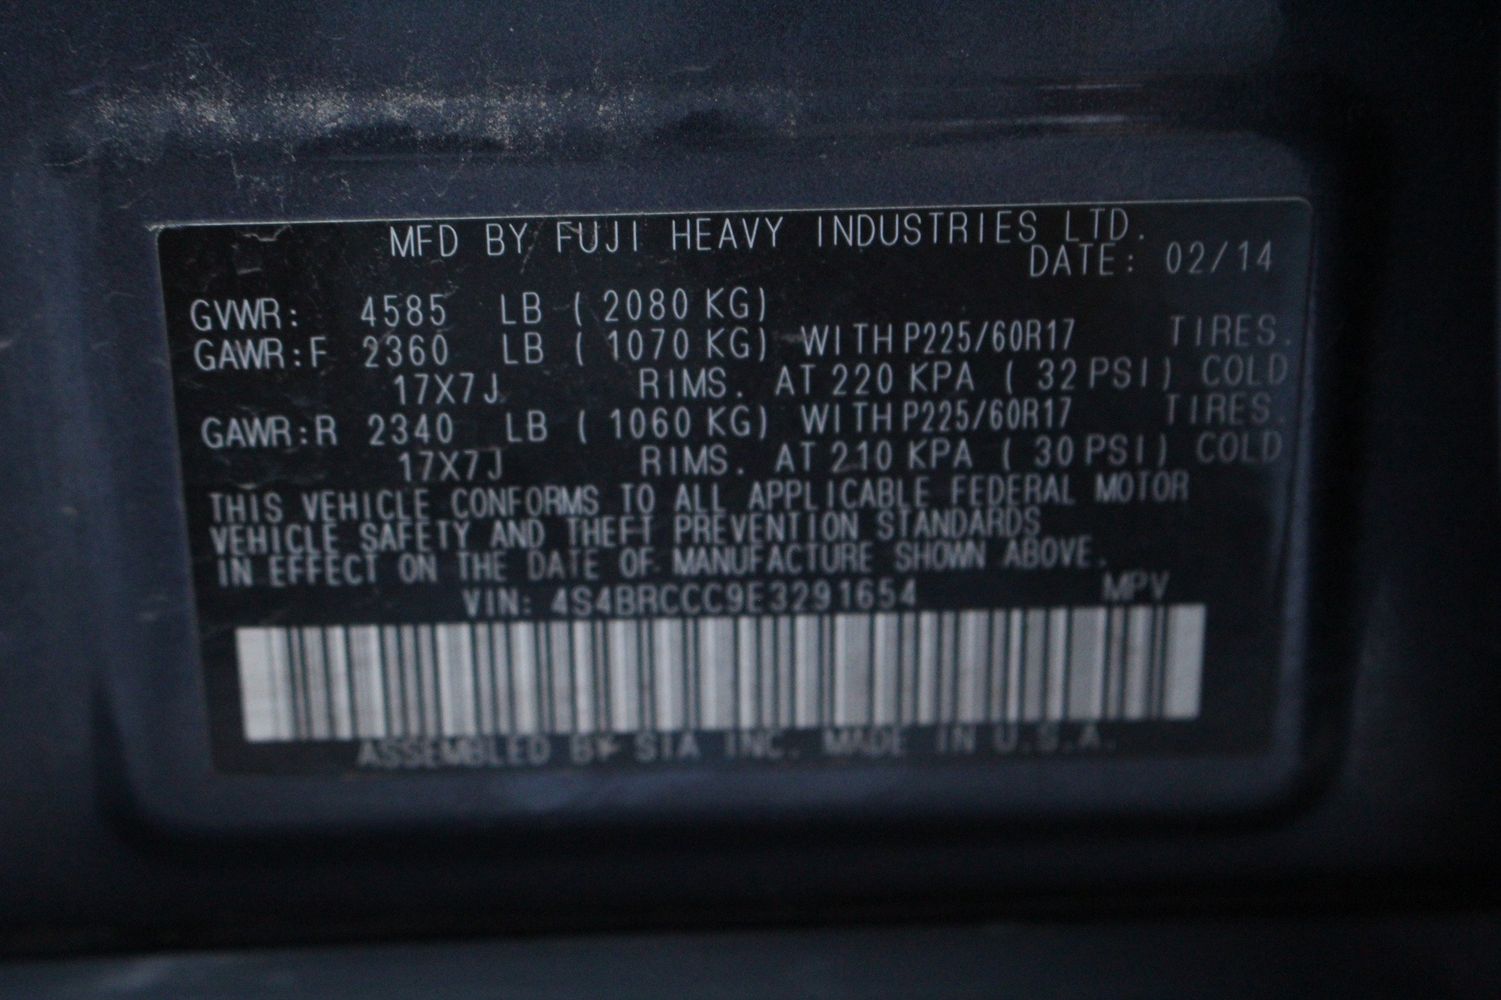 MFD BY FUJI HEAVY INDUSTRIES LTD.
DATE: 02/14
GVWR: 4585 LB ( 2080 KG)
GAWR:F 2360 LB ( 1070 KG) WITH P225/60R17 TIRES.
17X7J RIMS. AT 220 KPA ( 32 PSI) COLD
GAWR:R 2340 LB ( 1060 KG) WITH P225/60R17 TIRES.
17X7J RIMS. AT 210 KPA ( 30 PSI) COLD
THIS VEHICLE CONFORMS TO ALL APPLICABLE FEDERAL MOTOR
VEHICLE SAFETY AND THEFT PREVENTION STANDARDS
IN EFFECT ON THE DATE OF MANUFACTURE SHOWN ABOVE.
VIN: 4S4BRCCC9E3291654 MPV
ASSEMBLED BY SIA INC. MADE IN U.S.A.